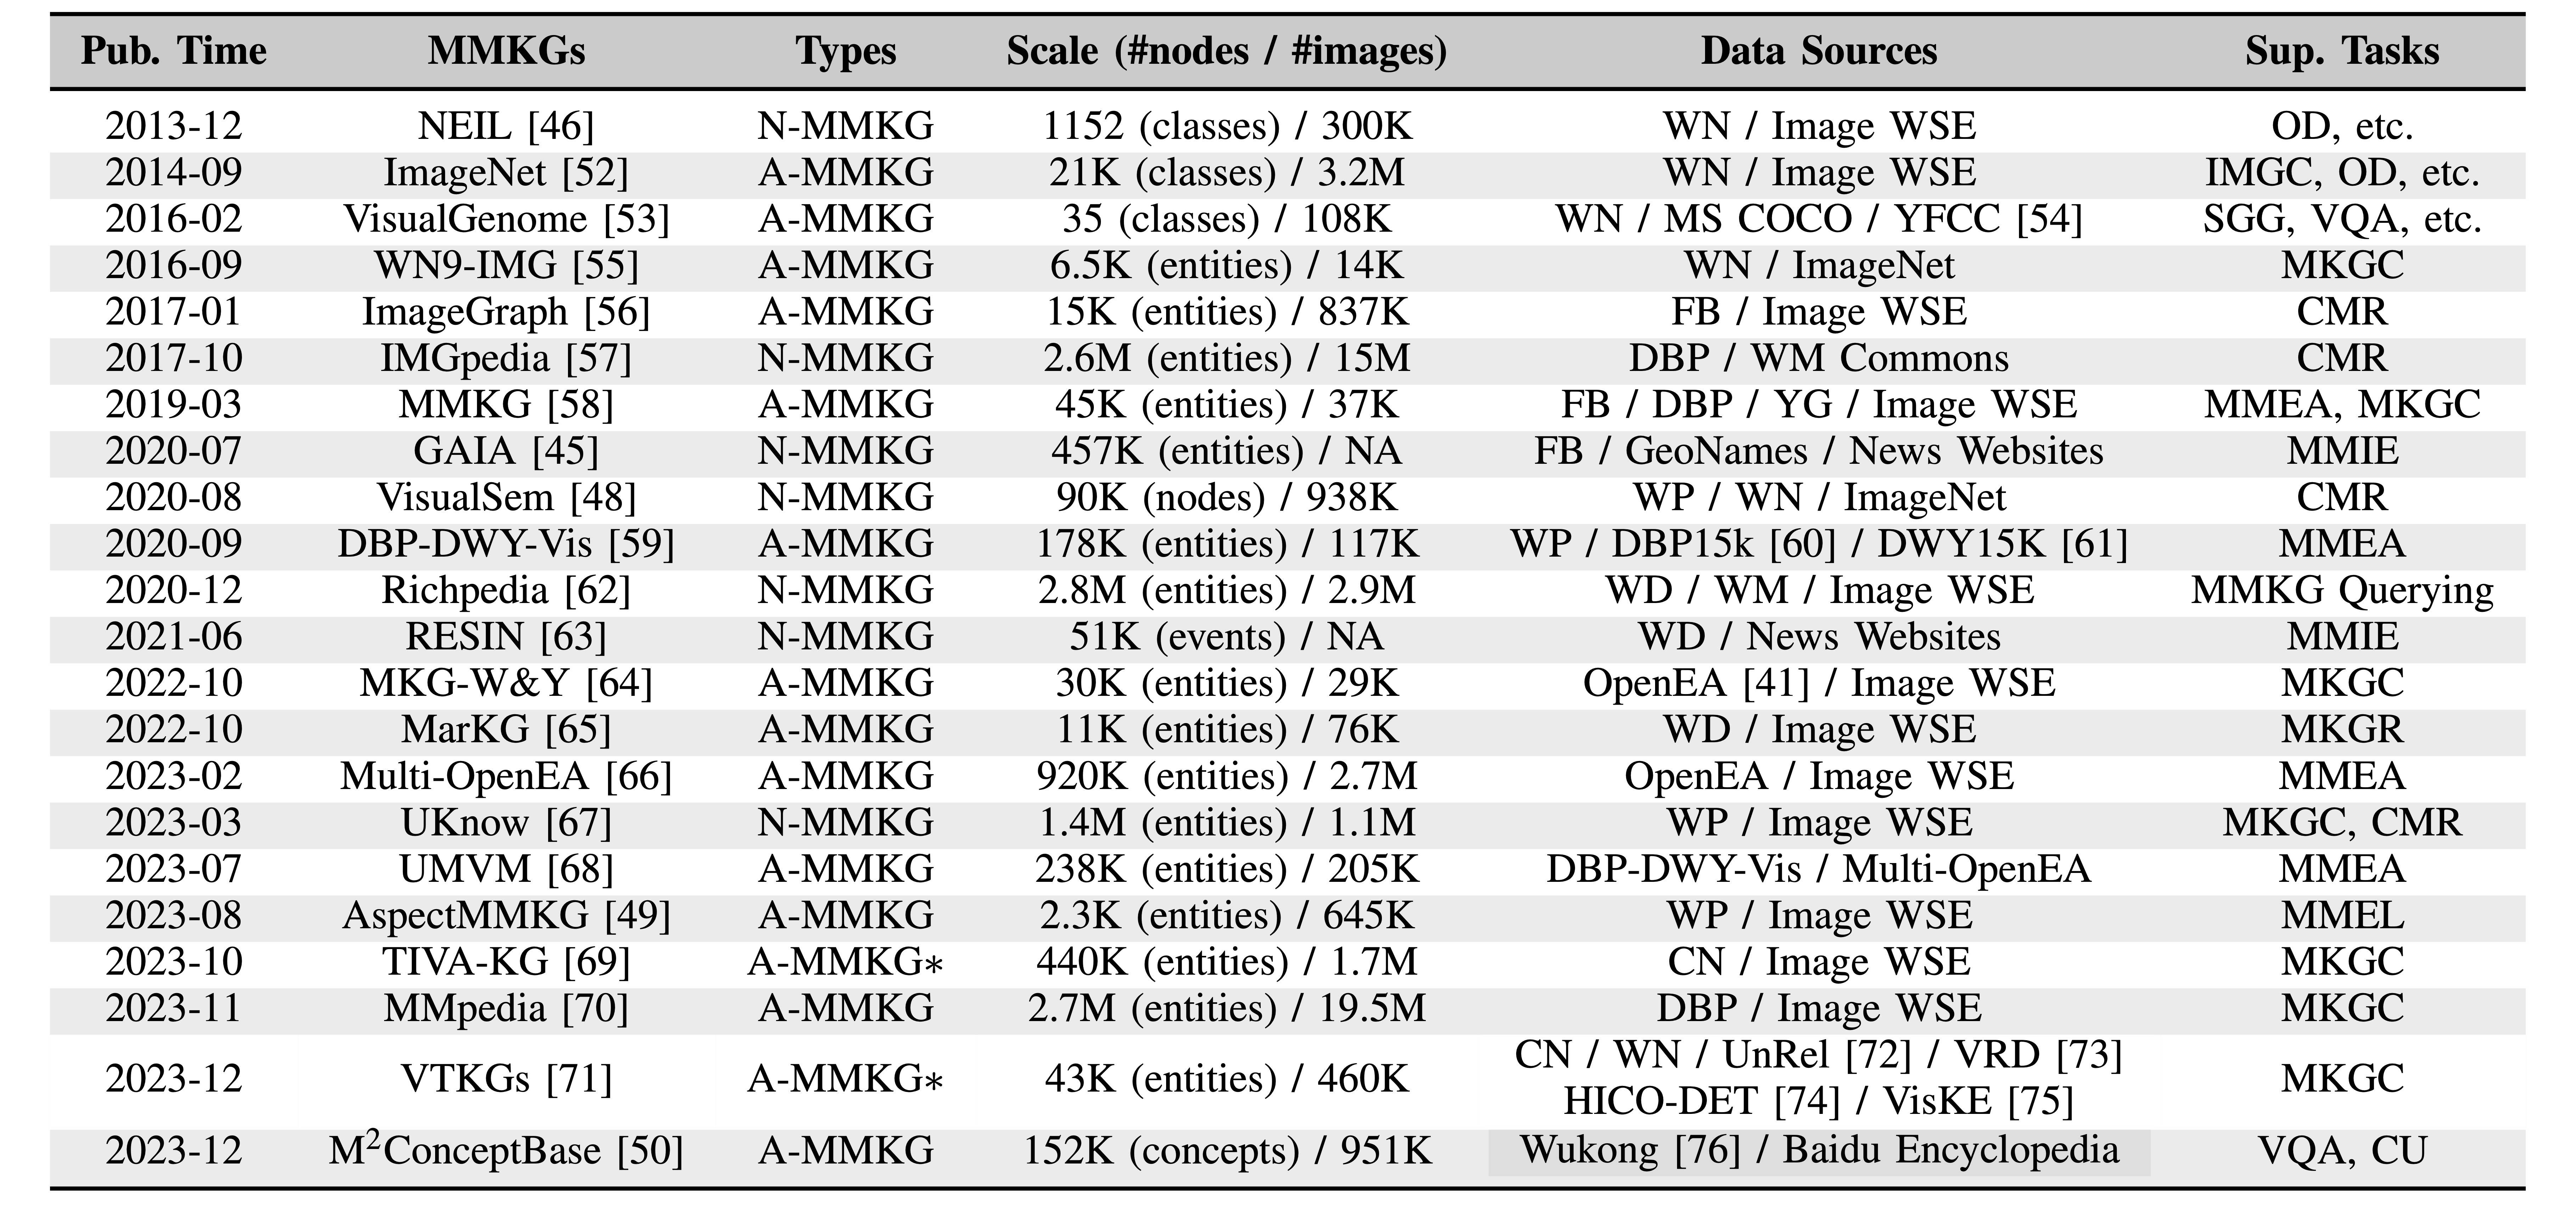 Pub. Time MMKGs Types Scale (#nodes / #images) Data Sources Sup. Tasks
2013-12 NEIL [46] N-MMKG 1152 (classes) / 300K WN / Image WSE OD, etc.
2014-09 ImageNet [52] A-MMKG 21K (classes) / 3.2M WN / Image WSE IMGC, OD, etc.
2016-02 VisualGenome [53] A-MMKG 35 (classes) / 108K WN / MS COCO / YFCC [54] SGG, VQA, etc.
2016-09 WN9-IMG [55] A-MMKG 6.5K (entities) / 14K WN / ImageNet MKGC
2017-01 ImageGraph [56] A-MMKG 15K (entities) / 837K FB / Image WSE CMR
2017-10 IMGpedia [57] N-MMKG 2.6M (entities) / 15M DBP / WM Commons CMR
2019-03 MMKG [58] A-MMKG 45K (entities) / 37K FB / DBP / YG / Image WSE MMEA, MKGC
2020-07 GAIA [45] N-MMKG 457K (entities) / NA FB / GeoNames / News Websites MMIE
2020-08 VisualSem [48] N-MMKG 90K (nodes) / 938K WP / WN / ImageNet CMR
2020-09 DBP-DWY-Vis [59] A-MMKG 178K (entities) / 117K WP / DBP15k [60] / DWY15K [61] MMEA
2020-12 Richpedia [62] N-MMKG 2.8M (entities) / 2.9M WD / WM / Image WSE MMKG Querying
2021-06 RESIN [63] N-MMKG 51K (events) / NA WD / News Websites MMIE
2022-10 MKG-W&Y [64] A-MMKG 30K (entities) / 29K OpenEA [41] / Image WSE MKGC
2022-10 MarKG [65] A-MMKG 11K (entities) / 76K WD / Image WSE MKGR
2023-02 Multi-OpenEA [66] A-MMKG 920K (entities) / 2.7M OpenEA / Image WSE MMEA
2023-03 UKnow [67] N-MMKG 1.4M (entities) / 1.1M WP / Image WSE MKGC, CMR
2023-07 UMVM [68] A-MMKG 238K (entities) / 205K DBP-DWY-Vis / Multi-OpenEA MMEA
2023-08 AspectMMKG [49] A-MMKG 2.3K (entities) / 645K WP / Image WSE MMEL
2023-10 TIVA-KG [69] A-MMKG∗ 440K (entities) / 1.7M CN / Image WSE MKGC
2023-11 MMpedia [70] A-MMKG 2.7M (entities) / 19.5M DBP / Image WSE MKGC
2023-12 VTKGs [71] A-MMKG∗ 43K (entities) / 460K CN / WN / UnRel [72] / VRD [73] MKGC
HICO-DET [74] / VisKE [75]
2023-12 M²ConceptBase [50] A-MMKG 152K (concepts) / 951K Wukong [76] / Baidu Encyclopedia VQA, CU